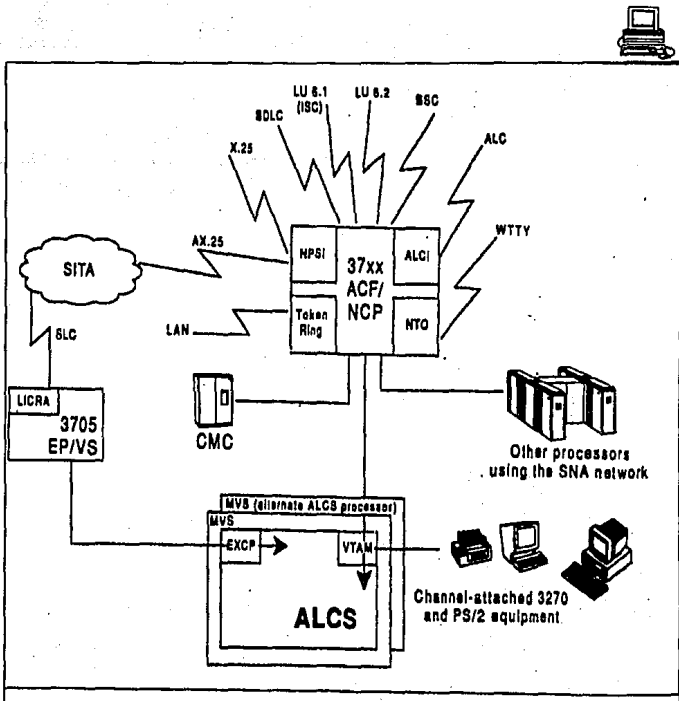 LU 6.1
(ISC)
LU 6.2
BSC
SDLC
ALC
X.25
WTTY
AX.25
SITA
NPSI
37xx
ACF/
NCP
ALCI
Token
Ring
NTO
LAN
SLC
LICRA
3705
EP/VS
CMC
Other processors
using the SNA network
MVS (alternate ALCS processor)
MVS
EXCP
VTAM
ALCS
Channel-attached 3270
and PS/2 equipment